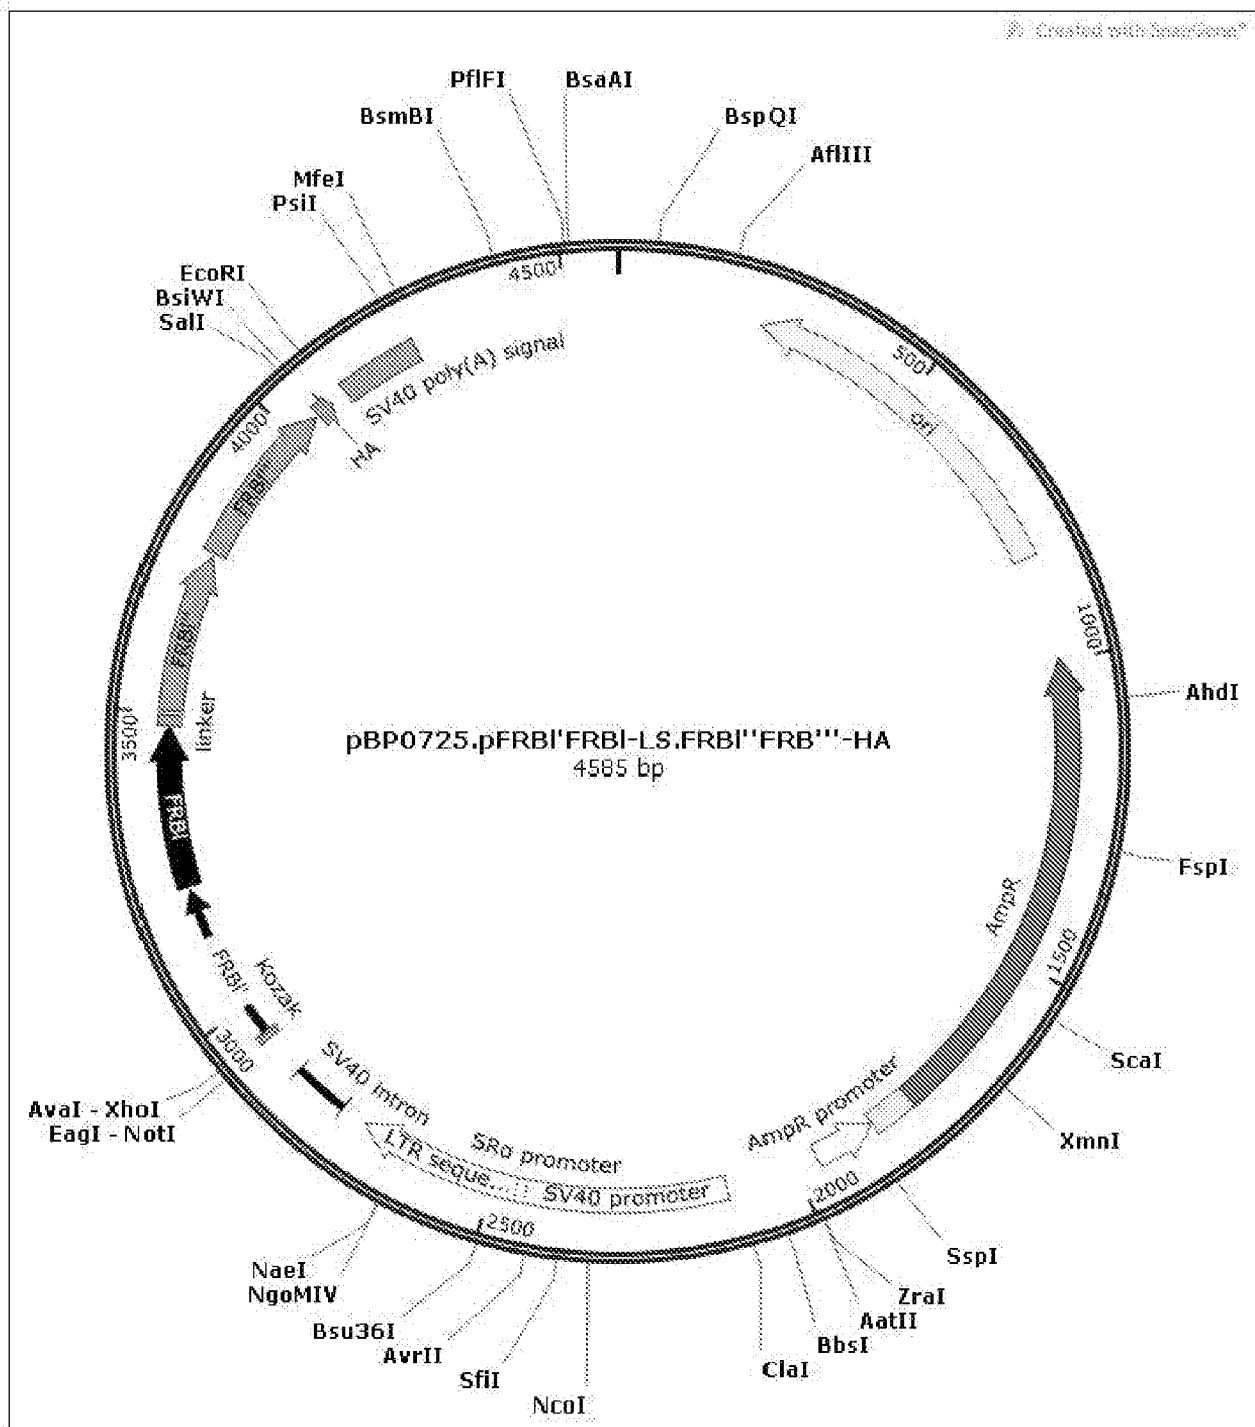 Created with SnapGene®
PflFI
BsaAI
BsmBI
BspQI
AflIII
MfeI
PsiI
EcoRI
BsiWI
SalI
4500
500
SV40 poly(A) signal
ori
4000
HA
FRBl
1000
AhdI
linker
3500
pBP0725.pFRBl'FRBl-LS.FRBl''FRB'''-HA
4585 bp
FRBl
FspI
AmpR
1500
FRBl'
Kozak
3000
ScaI
SV40 intron
AvaI - XhoI
EagI - NotI
AmpR promoter
XmnI
SRα promoter
LTR seque...
SV40 promoter
2000
2500
SspI
NaeI
NgoMIV
ZraI
AatII
Bsu36I
BbsI
AvrII
ClaI
SfiI
NcoI